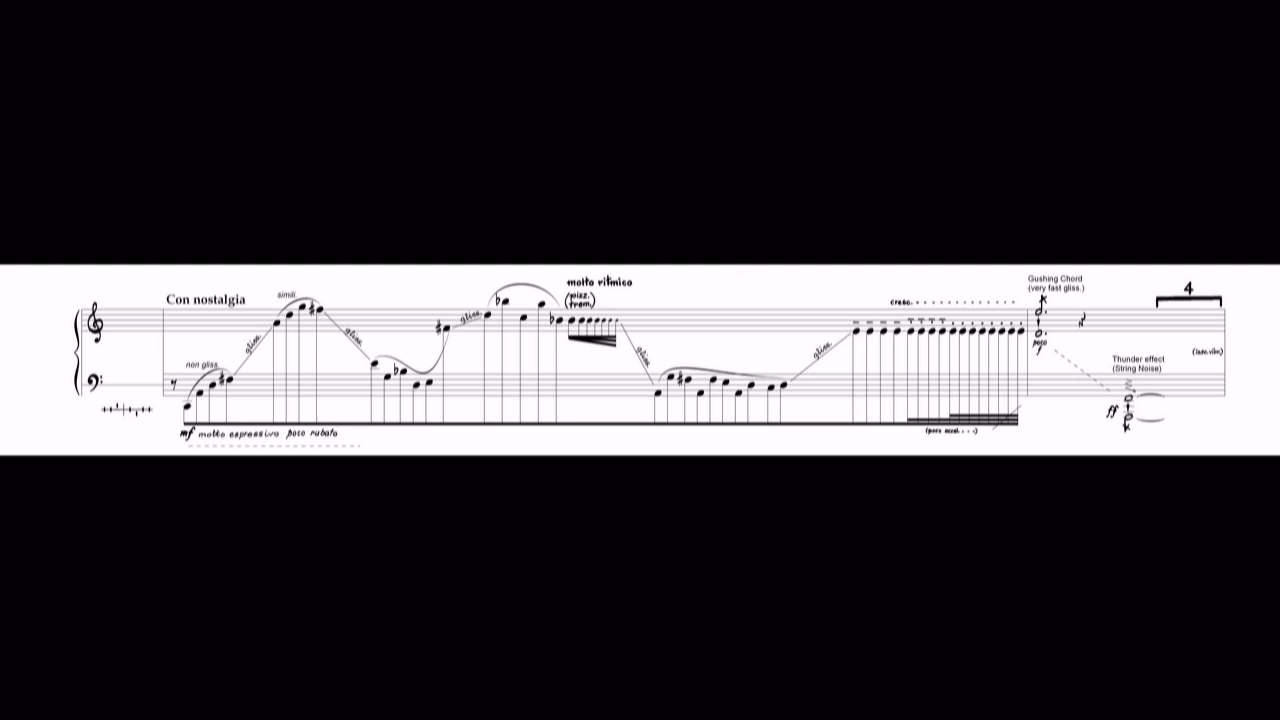 Con nostalgia
non gliss.
simili
gliss.
gliss.
gliss.
molto ritmico
(pizz.
trem.)
gliss.
gliss.
cresc.
Gushing Chord
(very fast gliss.)
poco
f
Thunder effect
(String Noise)
ff
4
mf molto espressivo poco rubato
(poco accel. . . .)